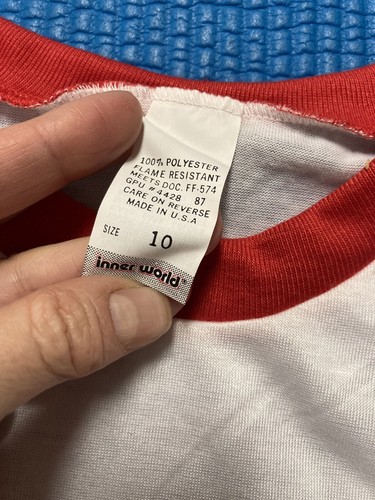 100% POLYESTER
FLAME RESISTANT
MEETS DOC. FF-574
GPU #4428 87
CARE ON REVERSE
MADE IN U.S.A
SIZE 10
inner world®